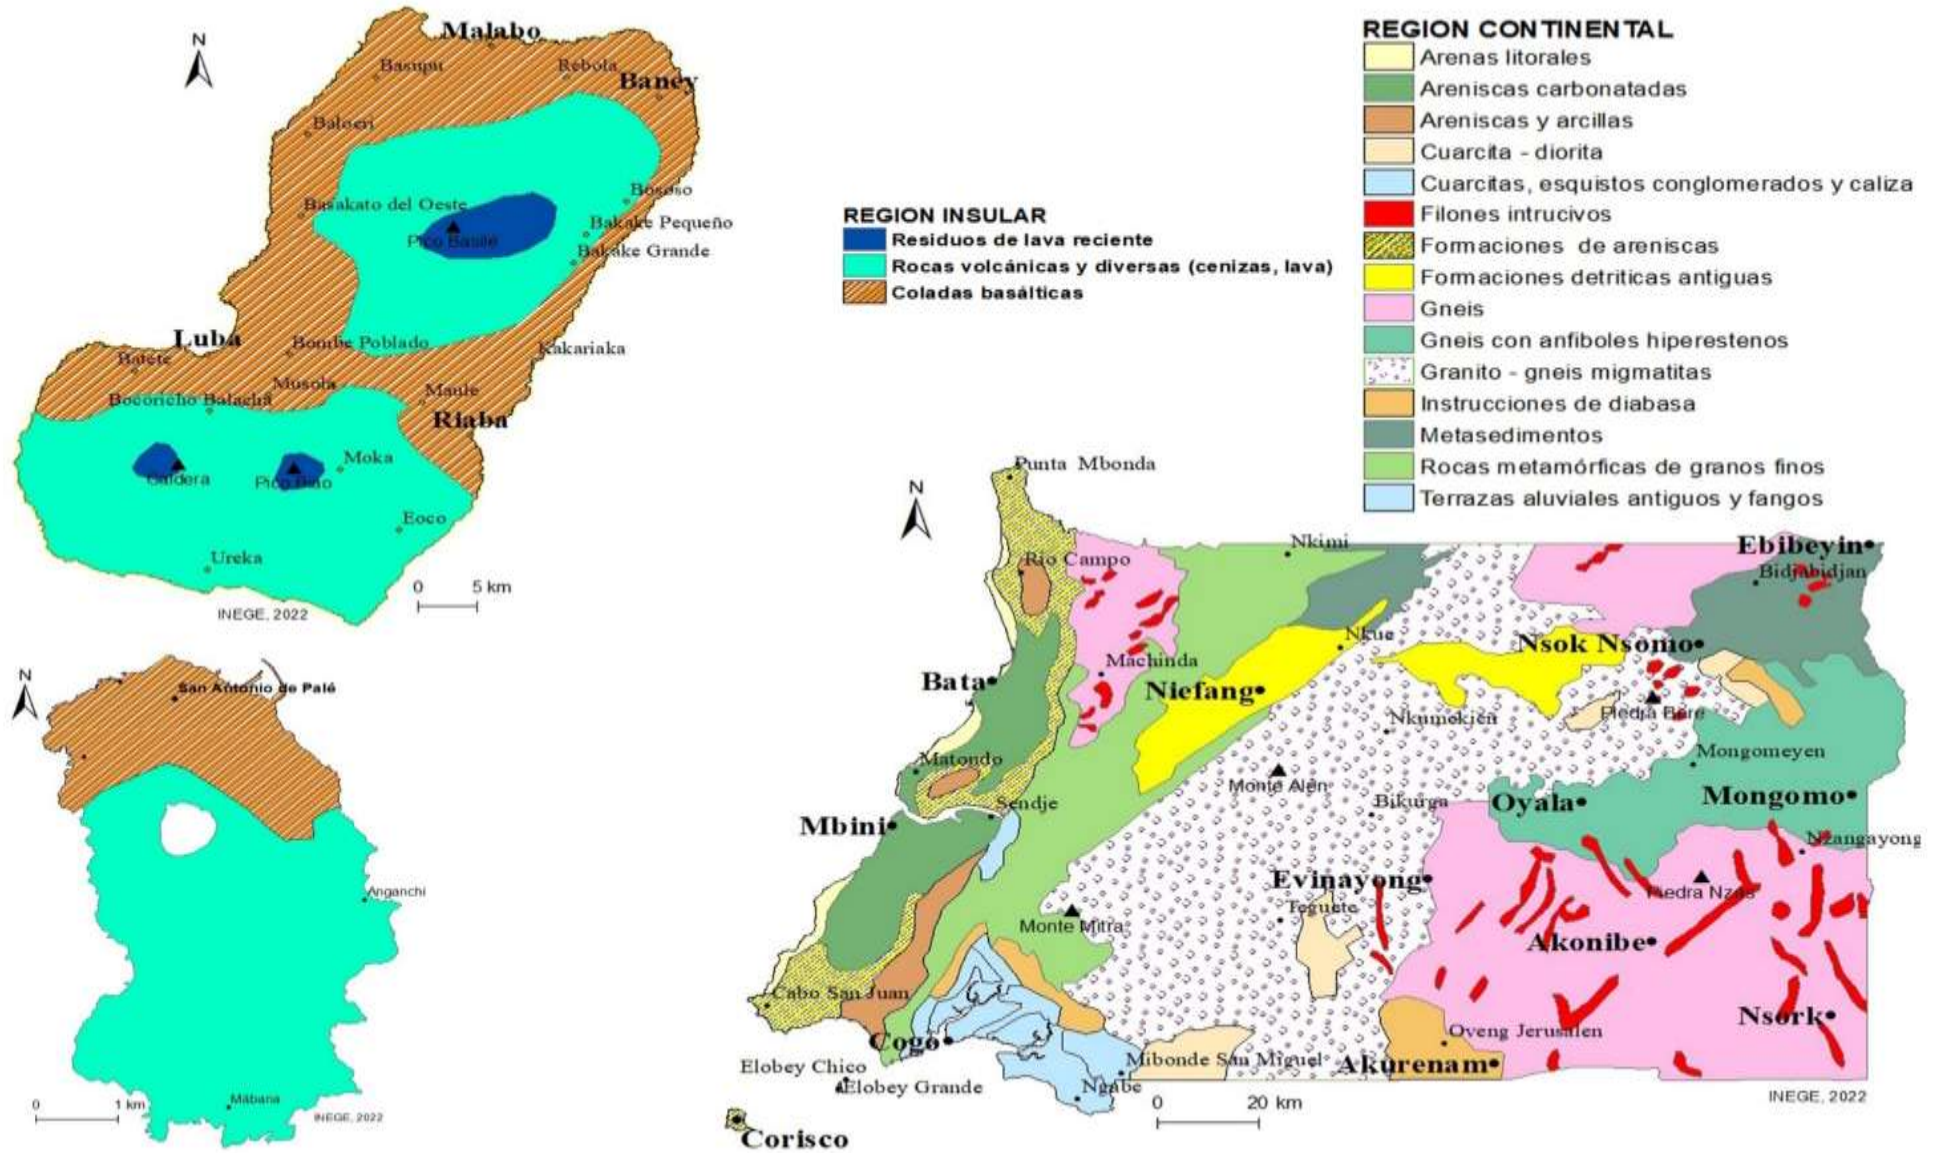 N
Malabo
Basupu
Rebola
Baney
Baloeri
Bososo
Basakato del Oeste
Bakake Pequeño
Pico Basilé
Bakake Grande
Luba
Bombe Poblado
Kakariaka
Batete
Musola
Maule
Bocoricho Balachá
Riaba
Moka
Caldera
Pico Biao
Eoco
Ureka
0 5 km
INEGE, 2022
N
San Antonio de Palé
Anganchi
Mábana
0 1 km
INEGE, 2022
REGION INSULAR
Residuos de lava reciente
Rocas volcánicas y diversas (cenizas, lava)
Coladas basálticas
REGION CONTINENTAL
Arenas litorales
Areniscas carbonatadas
Areniscas y arcillas
Cuarcita - diorita
Cuarcitas, esquistos conglomerados y caliza
Filones intrucivos
Formaciones de areniscas
Formaciones detriticas antiguas
Gneis
Gneis con anfiboles hiperestenos
Granito - gneis migmatitas
Instrucciones de diabasa
Metasedimentos
Rocas metamórficas de granos finos
Terrazas aluviales antiguos y fangos
N
Punta Mbonda
Rio Campo
Nkimi
Ebibeyin
Bidjabidjan
Nkue
Nsok Nsomo
Machinda
Bata
Niefang
Piedra Bere
Nkumekien
Matondo
Monte Alen
Mongomeyen
Sendje
Bikurga
Oyala
Mongomo
Mbini
Nzangayong
Evinayong
Piedra Nzas
Teguete
Monte Mitra
Akonibe
Cabo San Juan
Nsork
Cogo
Oveng Jerusalen
Elobey Chico
Mibonde San Miguel
Akurenam
Elobey Grande
Ngabe
0 20 km
INEGE, 2022
Corisco